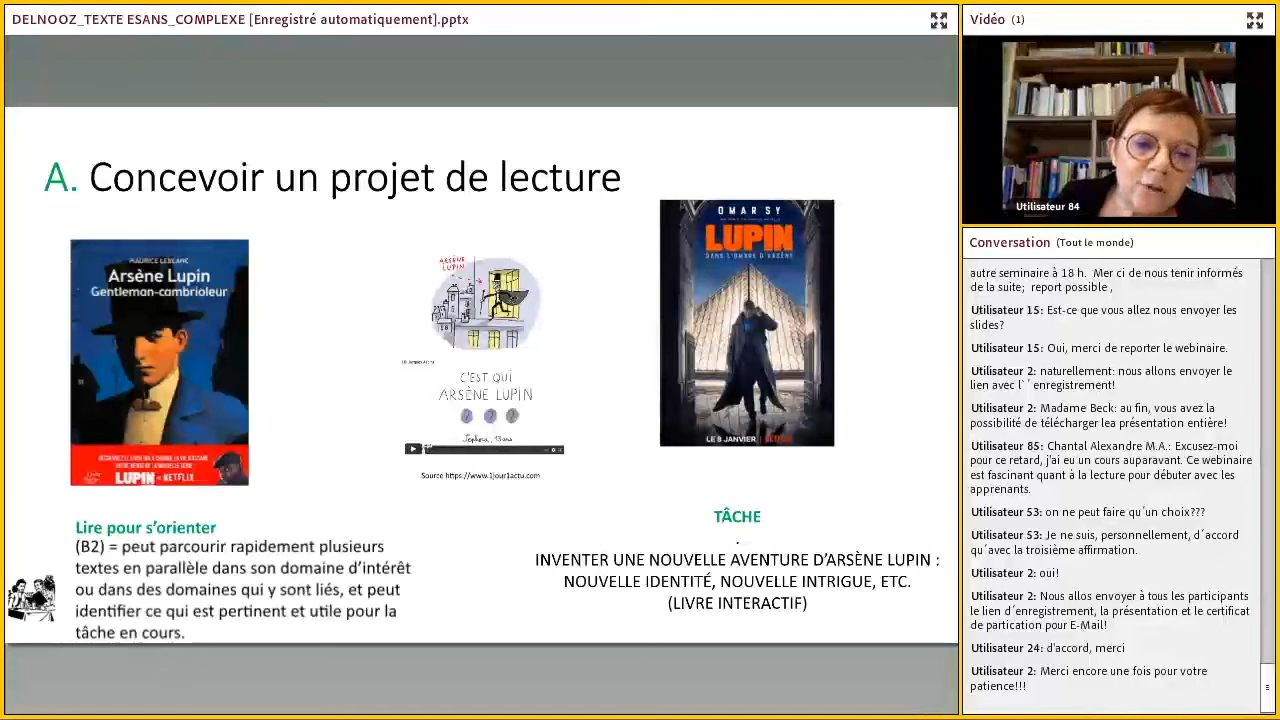 DELNOOZ_TEXTE ESANS_COMPLEXE [Enregistré automatiquement].pptx
A. Concevoir un projet de lecture
MAURICE LEBLANC
Arsène Lupin
Gentleman-cambrioleur
LUPIN
NETFLIX
ARSÈNE
LUPIN
C'EST QUI
ARSÈNE LUPIN
? ? ?
13 ans
Source https://www.1jour1actu.com
OMAR SY
LUPIN
DANS L'OMBRE D'ARSÈNE
LE 8 JANVIER | NETFLIX
Lire pour s'orienter
(B2) = peut parcourir rapidement plusieurs
textes en parallèle dans son domaine d'intérêt
ou dans des domaines qui y sont liés, et peut
identifier ce qui est pertinent et utile pour la
tâche en cours.
TÂCHE
.
INVENTER UNE NOUVELLE AVENTURE D'ARSÈNE LUPIN :
NOUVELLE IDENTITÉ, NOUVELLE INTRIGUE, ETC.
(LIVRE INTERACTIF)
Vidéo (1)
Utilisateur 84
Conversation (Tout le monde)
autre seminaire à 18 h. Mer ci de nous tenir informés
de la suite; report possible ,
Utilisateur 15: Est-ce que vous allez nous envoyer les
slides?
Utilisateur 15: Oui, merci de reporter le webinaire.
Utilisateur 2: naturellement: nous allons envoyer le
lien avec l´´enregistrement!
Utilisateur 2: Madame Beck: au fin, vous avez la
possibilité de télécharger lea présentation entière!
Utilisateur 85: Chantal Alexandre M.A.: Excusez-moi
pour ce retard, j'ai eu un cours auparavant. Ce webinaire
est fascinant quant à la lecture pour débuter avec les
apprenants.
Utilisateur 53: on ne peut faire qu´un choix???
Utilisateur 53: Je ne suis, personnellement, d´accord
qu´avec la troisième affirmation.
Utilisateur 2: oui!
Utilisateur 2: Nous allos envoyer à tous les participants
le lien d´enregistrement, la présentation et le certificat
de partication pour E-Mail!
Utilisateur 24: d'accord, merci
Utilisateur 2: Merci encore une fois pour votre
patience!!!